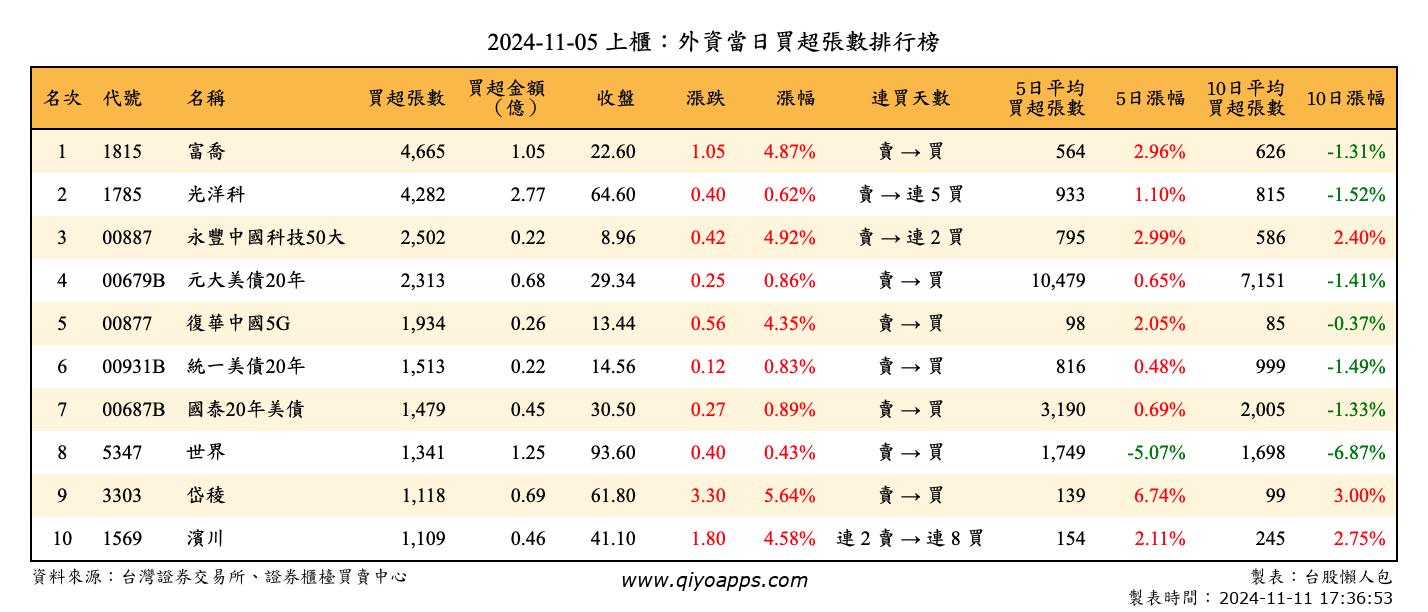 2024-11-05 上櫃：外資當日買超張數排行榜
名次 代號 名稱 買超張數 買超金額（億） 收盤 漲跌 漲幅 連買天數 5日平均買超張數 5日漲幅 10日平均買超張數 10日漲幅
1 1815 富喬 4,665 1.05 22.60 1.05 4.87% 賣 → 買 564 2.96% 626 -1.31%
2 1785 光洋科 4,282 2.77 64.60 0.40 0.62% 賣 → 連 5 買 933 1.10% 815 -1.52%
3 00887 永豐中國科技50大 2,502 0.22 8.96 0.42 4.92% 賣 → 連 2 買 795 2.99% 586 2.40%
4 00679B 元大美債20年 2,313 0.68 29.34 0.25 0.86% 賣 → 買 10,479 0.65% 7,151 -1.41%
5 00877 復華中國5G 1,934 0.26 13.44 0.56 4.35% 賣 → 買 98 2.05% 85 -0.37%
6 00931B 統一美債20年 1,513 0.22 14.56 0.12 0.83% 賣 → 買 816 0.48% 999 -1.49%
7 00687B 國泰20年美債 1,479 0.45 30.50 0.27 0.89% 賣 → 買 3,190 0.69% 2,005 -1.33%
8 5347 世界 1,341 1.25 93.60 0.40 0.43% 賣 → 買 1,749 -5.07% 1,698 -6.87%
9 3303 岱稜 1,118 0.69 61.80 3.30 5.64% 賣 → 買 139 6.74% 99 3.00%
10 1569 濱川 1,109 0.46 41.10 1.80 4.58% 連 2 賣 → 連 8 買 154 2.11% 245 2.75%
資料來源：台灣證券交易所、證券櫃檯買賣中心 www.qiyoapps.com 製表：台股懶人包
製表時間：2024-11-11 17:36:53